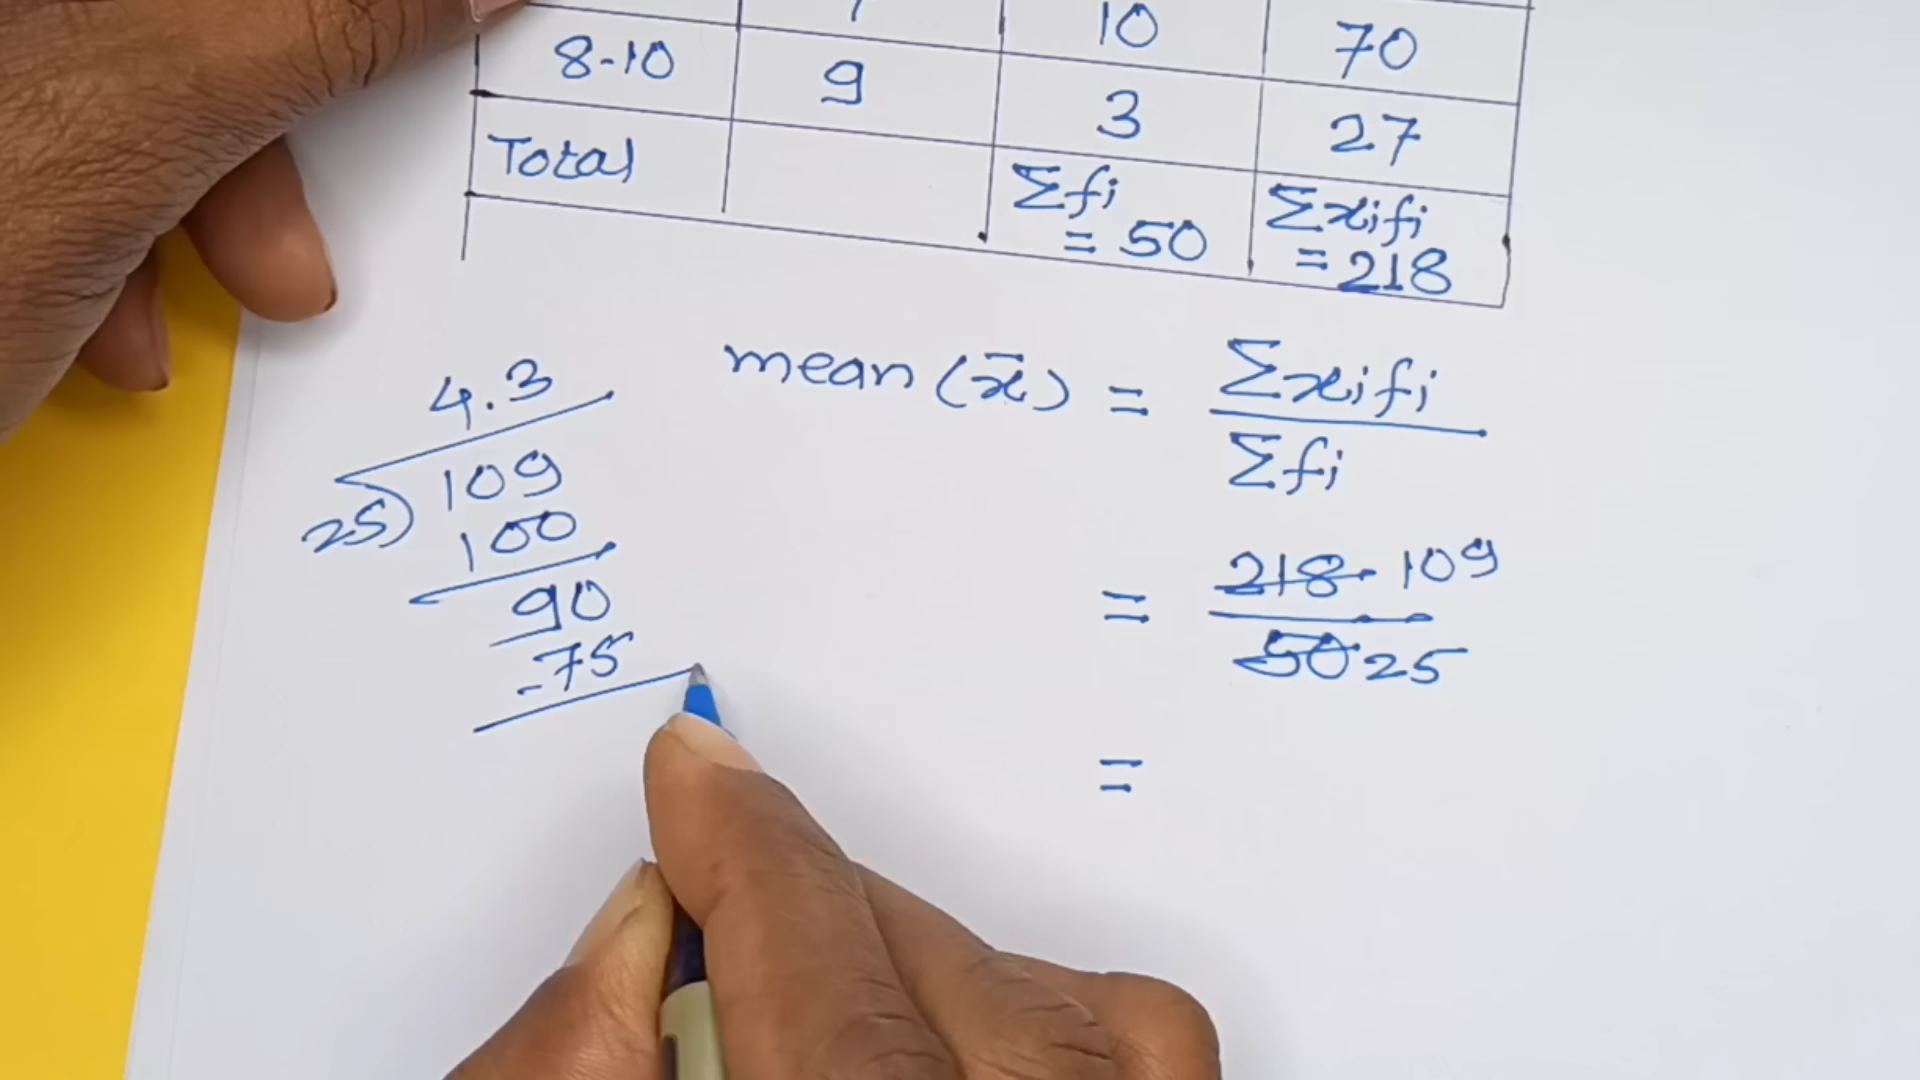 10 70
8-10 9 3 27
Total Σfi = 50 Σxifi = 218
4.3
25) 109
100
90
- 75
mean (x̄) = Σxifi / Σfi
= 218 109 / 50 25
=